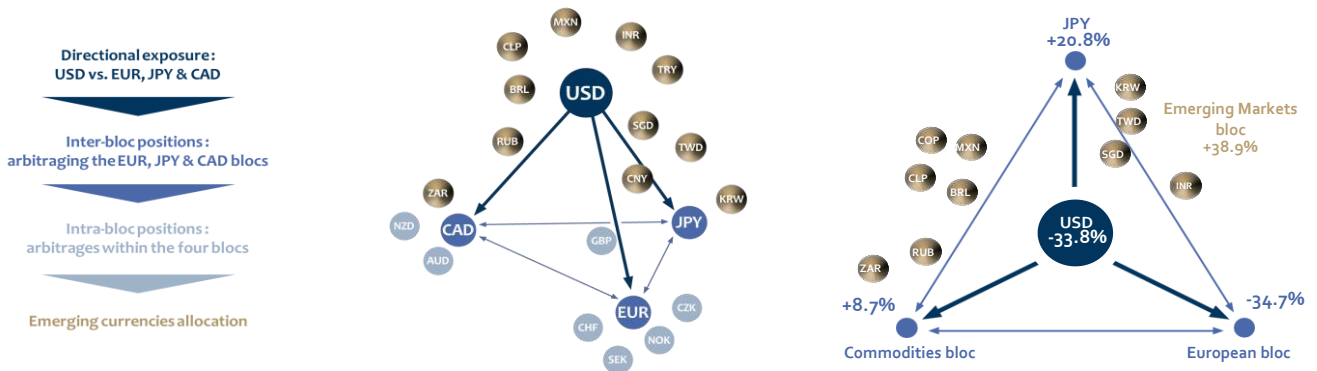 Directional exposure :
USD vs. EUR, JPY & CAD
Inter-bloc positions :
arbitraging the EUR, JPY & CAD blocs
Intra-bloc positions :
arbitrages within the four blocs
Emerging currencies allocation
MXN
INR
CLP
TRY
BRL
USD
SGD
RUB
TWD
CNY
ZAR
KRW
NZD
CAD
JPY
GBP
AUD
EUR
CZK
CHF
NOK
SEK
JPY
+20.8%
KRW
Emerging Markets
bloc
+38.9%
TWD
COP
MXN
SGD
CLP
BRL
INR
USD
-33.8%
RUB
ZAR
+8.7%
-34.7%
Commodities bloc
European bloc